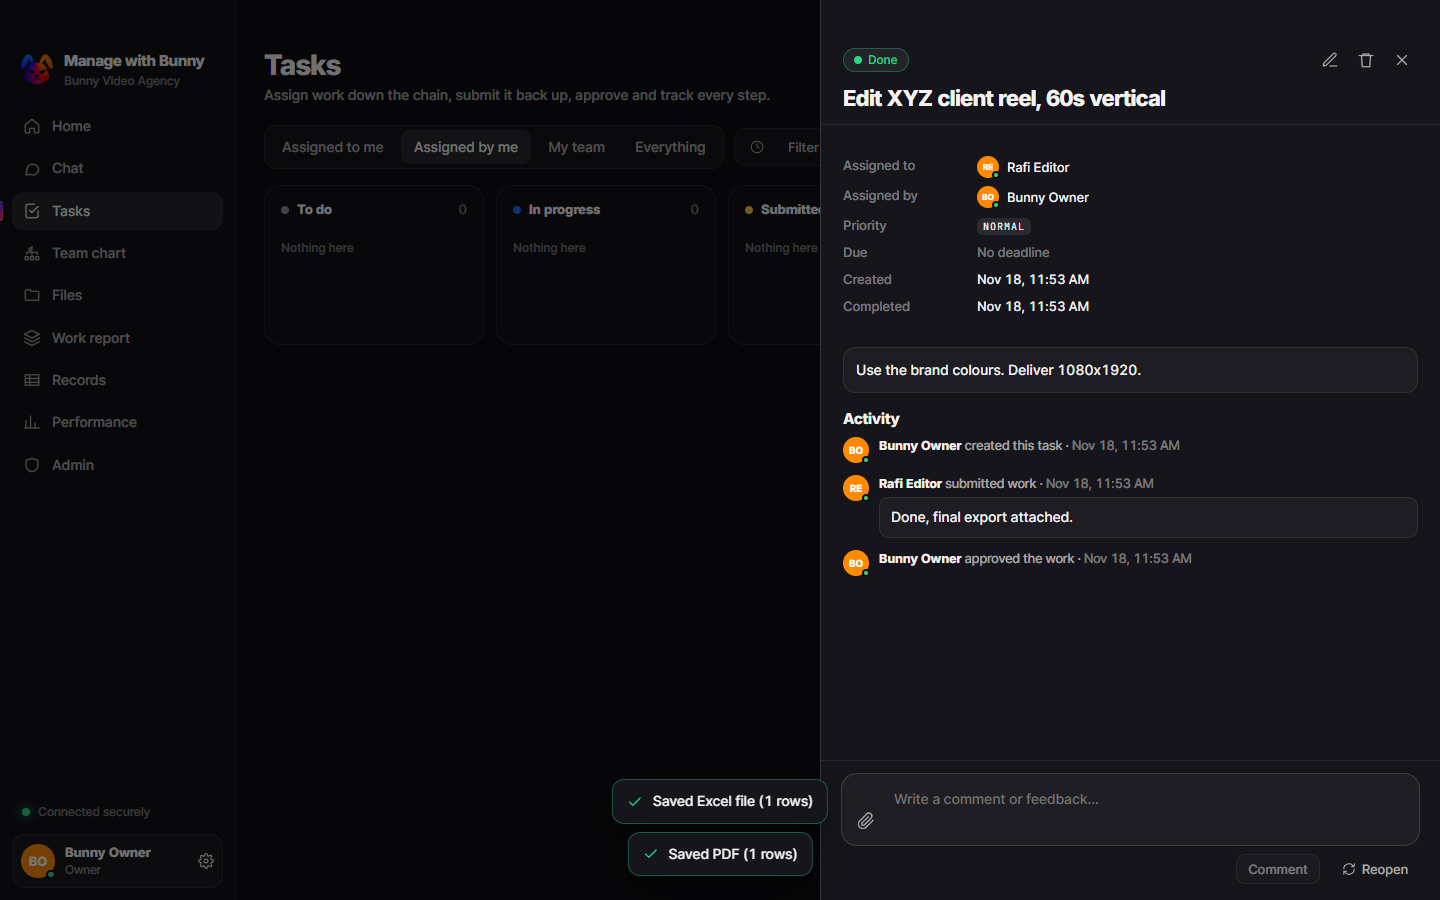 Manage with Bunny
Bunny Video Agency
Home
Chat
Tasks
Team chart
Files
Work report
Records
Performance
Admin
Connected securely
BO
Bunny Owner
Owner
Tasks
Assign work down the chain, submit it back up, approve and track every step.
Assigned to me
Assigned by me
My team
Everything
Filter
To do 0
Nothing here
In progress 0
Nothing here
Submitte
Nothing here
Saved Excel file (1 rows)
Saved PDF (1 rows)
Done
Edit XYZ client reel, 60s vertical
Assigned to RE Rafi Editor
Assigned by BO Bunny Owner
Priority NORMAL
Due No deadline
Created Nov 18, 11:53 AM
Completed Nov 18, 11:53 AM
Use the brand colours. Deliver 1080x1920.
Activity
BO Bunny Owner created this task · Nov 18, 11:53 AM
RE Rafi Editor submitted work · Nov 18, 11:53 AM
Done, final export attached.
BO Bunny Owner approved the work · Nov 18, 11:53 AM
Write a comment or feedback...
Comment
Reopen